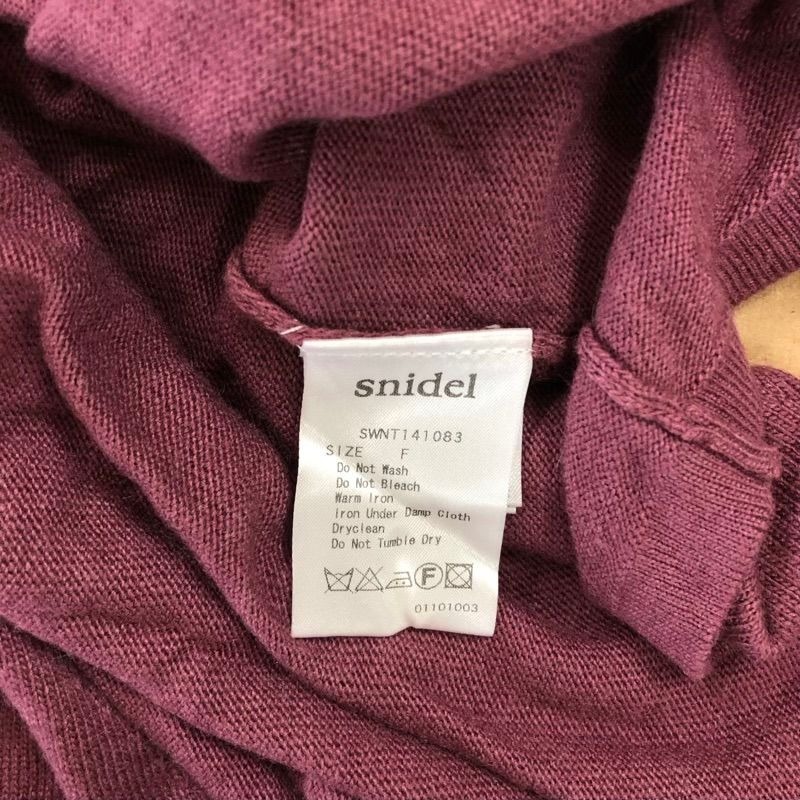 snidel
SWNT141083
SIZE F
Do Not Wash
Do Not Bleach
Warm Iron
Iron Under Damp Cloth
Dryclean
Do Not Tumble Dry
F
01101003